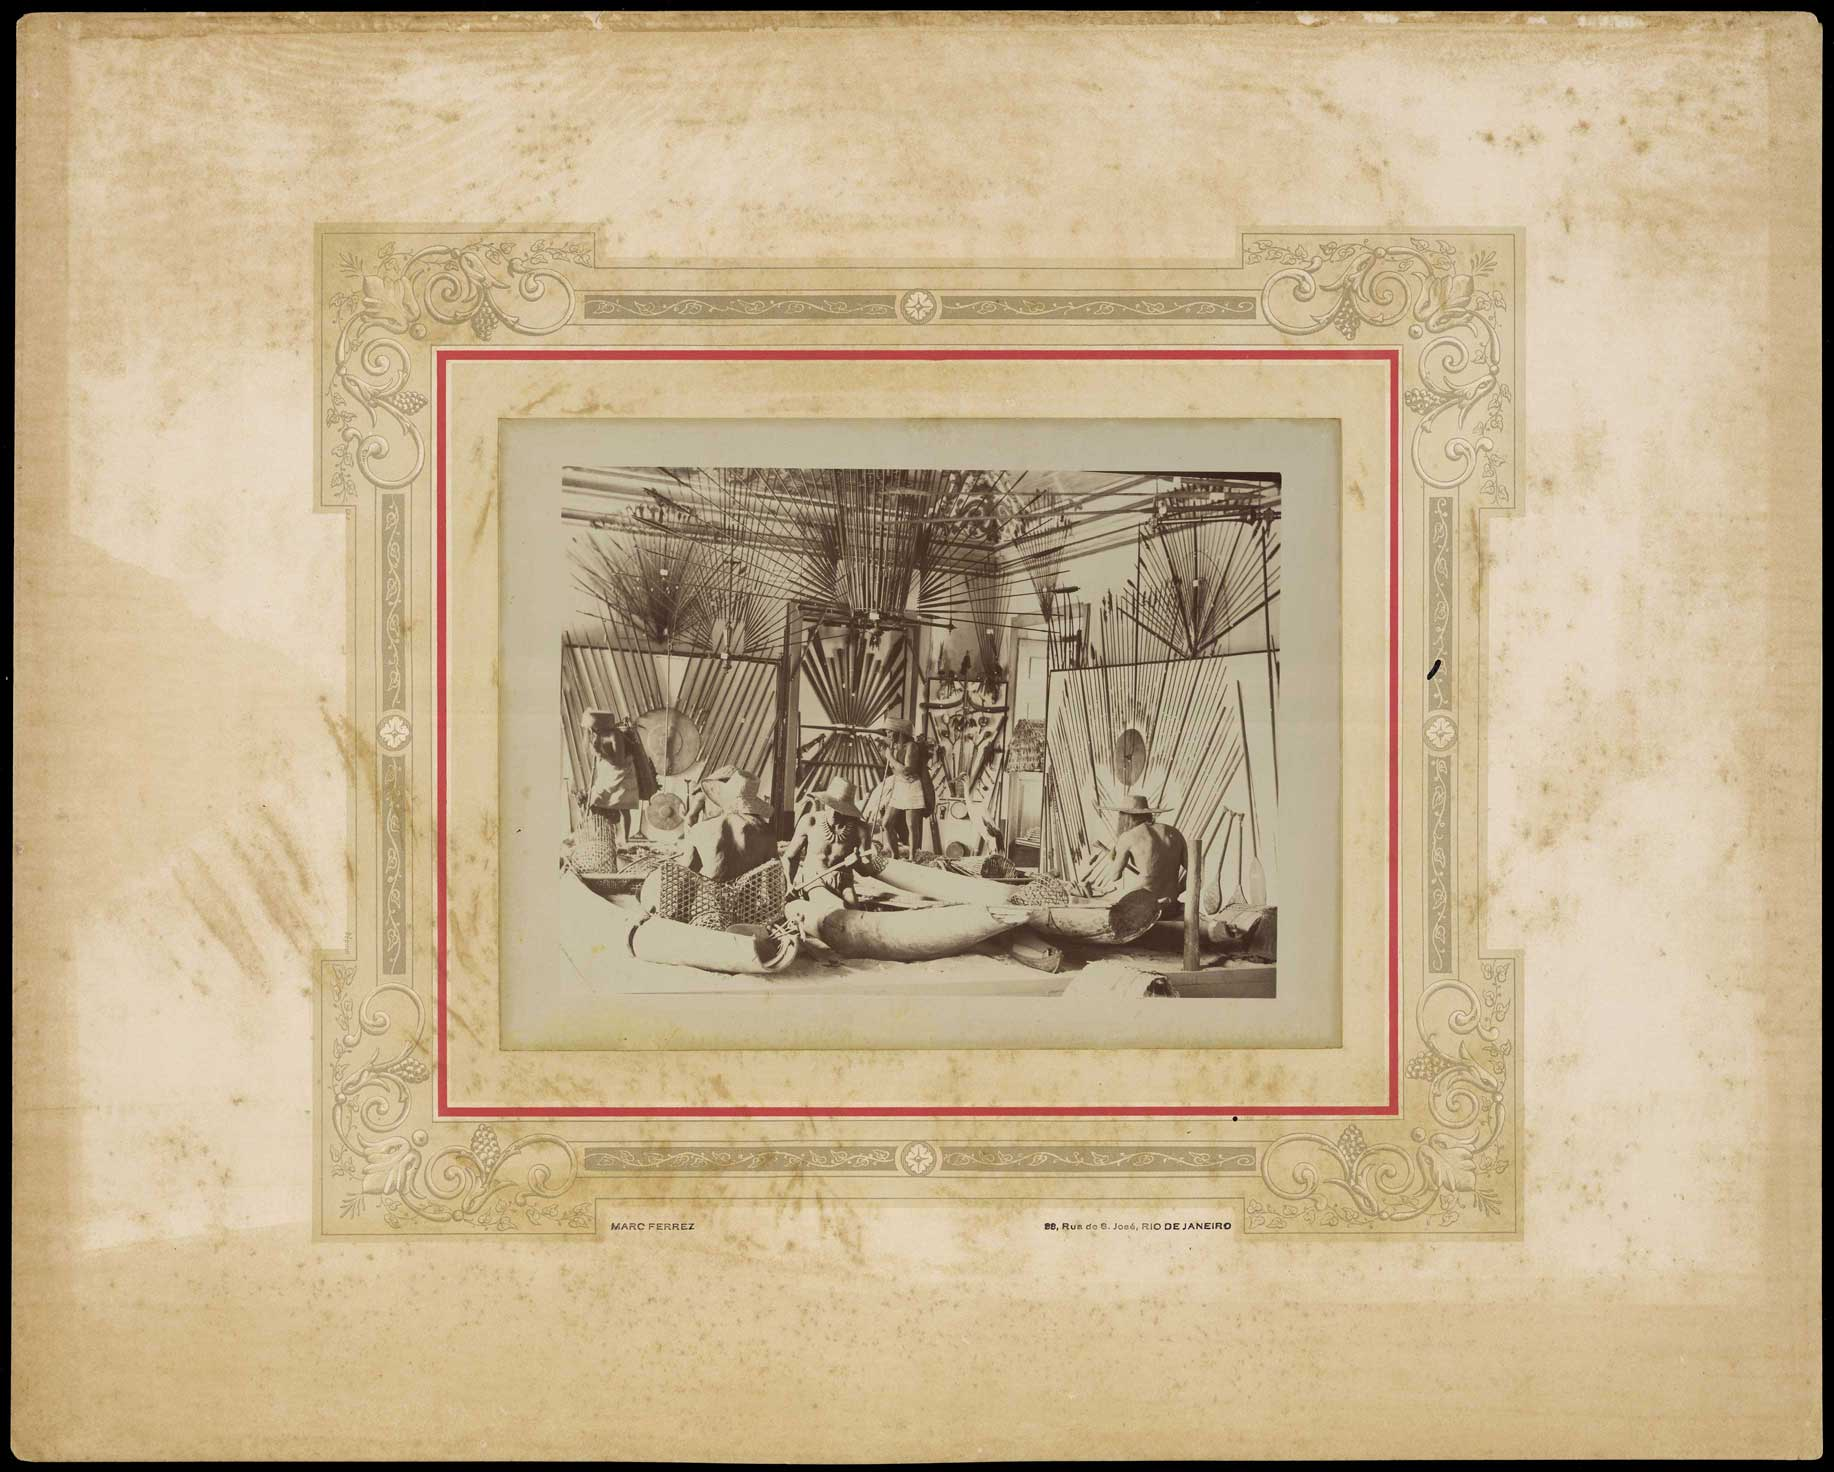 MARC FERREZ
88, Rua de S. José, RIO DE JANEIRO